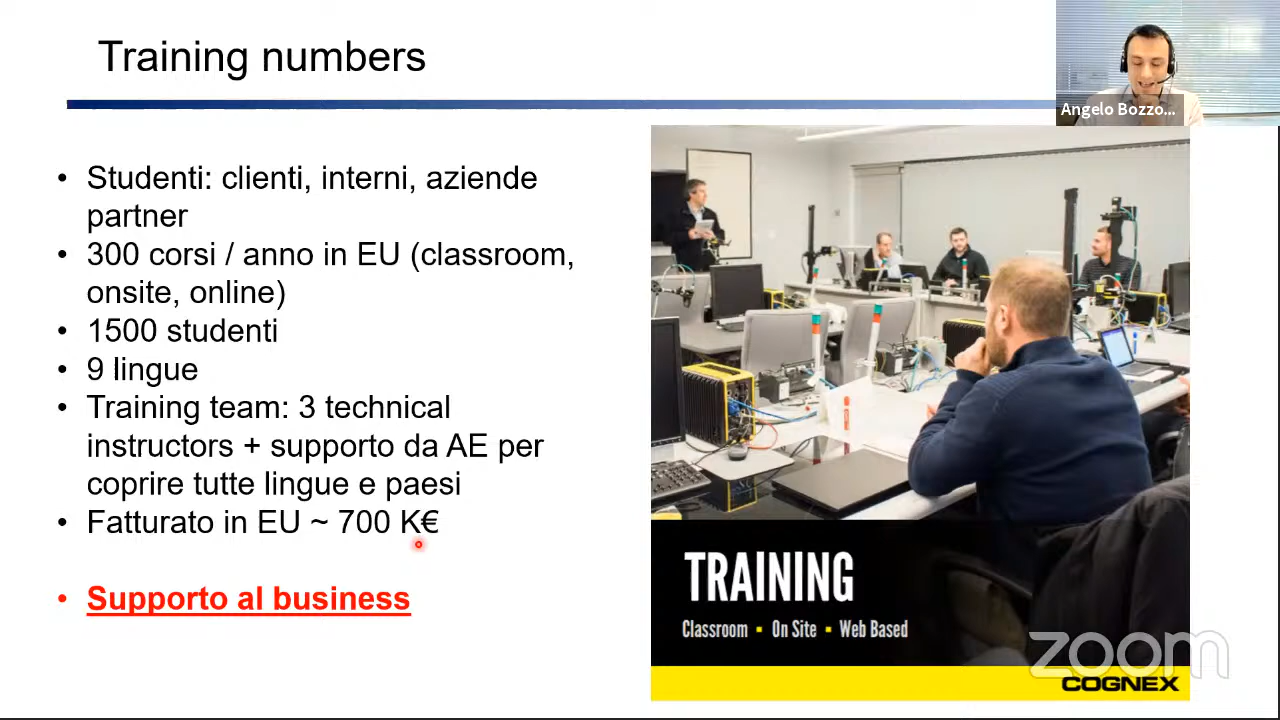 Training numbers
Angelo Bozzo...
• Studenti: clienti, interni, aziende
partner
• 300 corsi / anno in EU (classroom,
onsite, online)
• 1500 studenti
• 9 lingue
• Training team: 3 technical
instructors + supporto da AE per
coprire tutte lingue e paesi
• Fatturato in EU ~ 700 K€
• Supporto al business
TRAINING
Classroom ▪ On Site ▪ Web Based
zoom
COGNEX